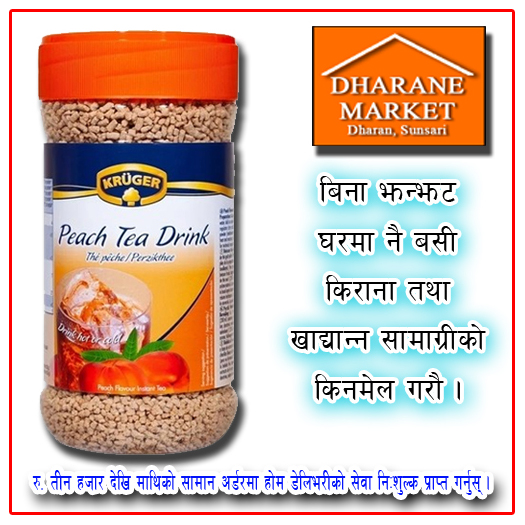 DHARANE
MARKET
Dharan, Sunsari
बिना झन्झट
घरमा नै बसी
किराना तथा
खाद्यान्न सामाग्रीको
किनमेल गरौ ।
KRÜGER
Peach Tea Drink
Thé pêche/Perzikthee
Drink hot or cold
Peach Flavour Instant Tea
रु. तीन हजार देखि माथिको सामान अर्डरमा होम डेलिभरीको सेवा नि:शुल्क प्राप्त गर्नुस् ।